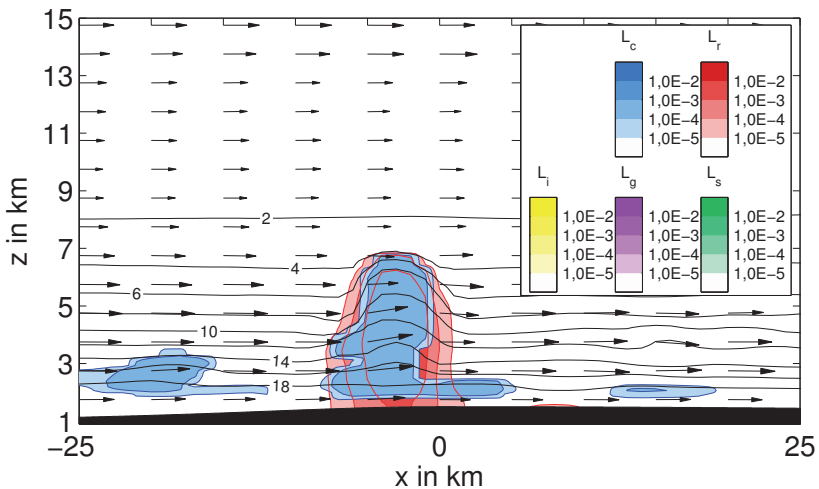 15
13
11
9
7
5
3
1
z in km
L_c L_r
1,0E−2 1,0E−2
1,0E−3 1,0E−3
1,0E−4 1,0E−4
1,0E−5 1,0E−5
L_i L_g L_s
1,0E−2 1,0E−2 1,0E−2
1,0E−3 1,0E−3 1,0E−3
1,0E−4 1,0E−4 1,0E−4
1,0E−5 1,0E−5 1,0E−5
2
4
6
10
14
18
−25 0 25
x in km